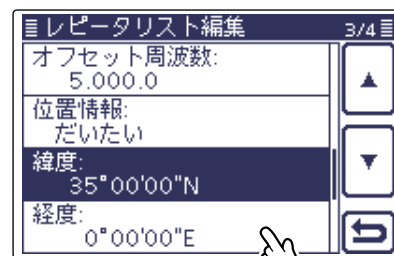 レピータリスト編集 3/4
オフセット周波数:
5.000.0
位置情報:
だいたい
緯度:
35°00'00"N
経度:
0°00'00"E